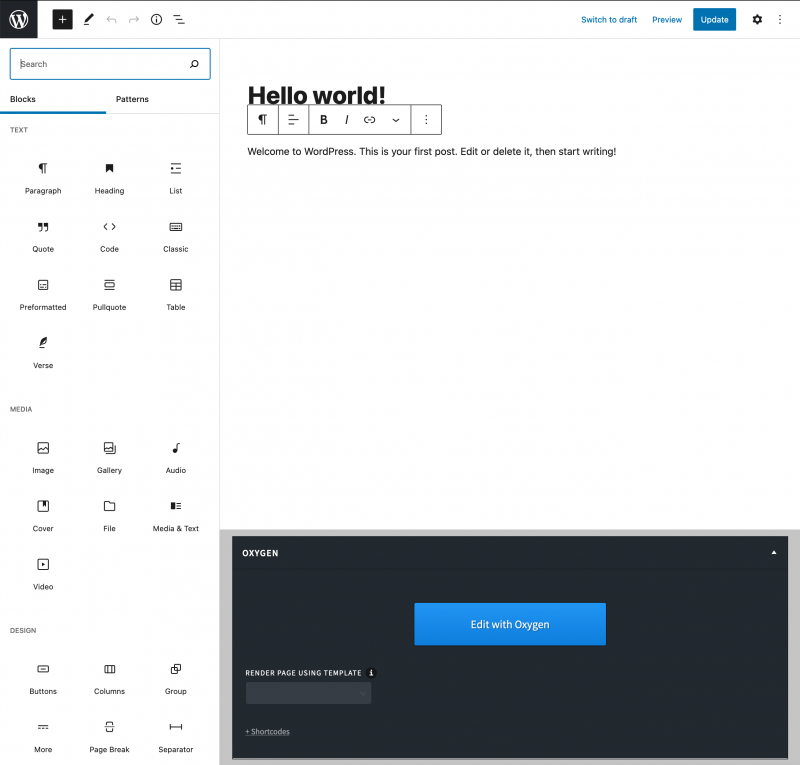 Switch to draft Preview Update
Search
Blocks Patterns
TEXT
Paragraph Heading List
Quote Code Classic
Preformatted Pullquote Table
Verse
MEDIA
Image Gallery Audio
Cover File Media & Text
Video
DESIGN
Buttons Columns Group
More Page Break Separator
Hello world!
B I
Welcome to WordPress. This is your first post. Edit or delete it, then start writing!
OXYGEN
Edit with Oxygen
RENDER PAGE USING TEMPLATE i
+ Shortcodes